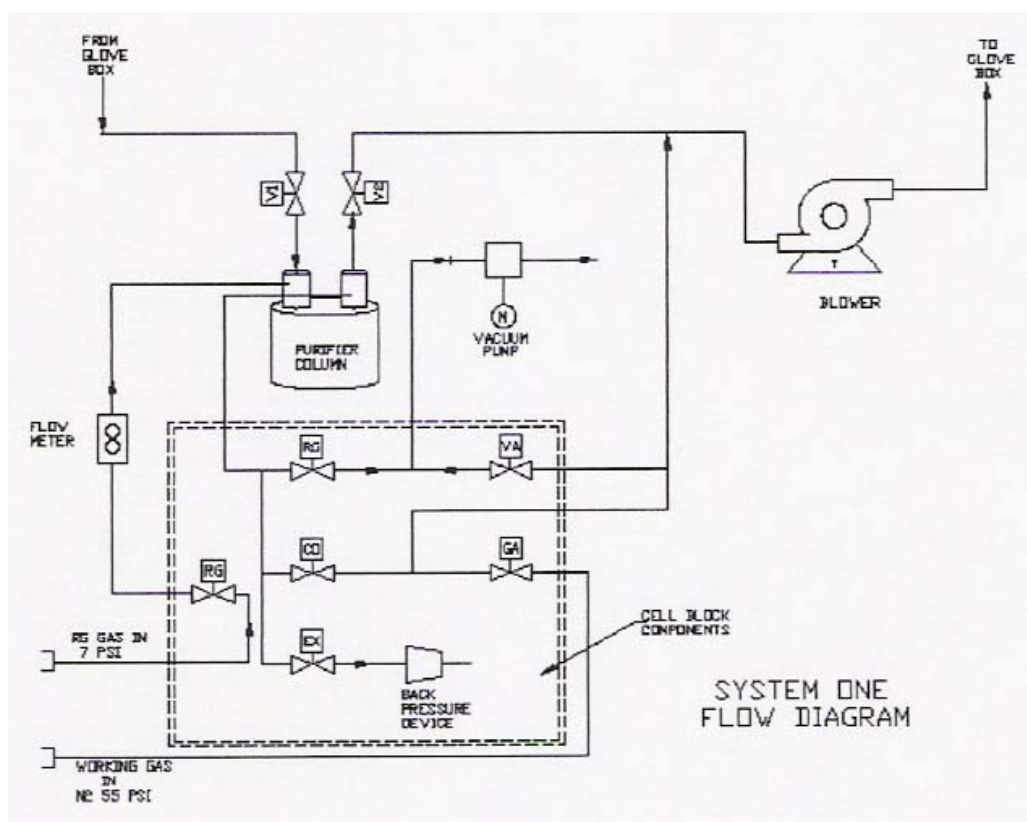 FROM
GLOVE
BOX
TO
GLOVE
BOX
V1
V2
M
VACUUM
PUMP
T
BLOWER
PURIFIER
COLUMN
FLOW
METER
RG
VA
CO
GA
RG
EX
RG GAS IN
7 PSI
BACK
PRESSURE
DEVICE
CELL BLOCK
COMPONENTS
SYSTEM ONE
FLOW DIAGRAM
WORKING GAS
IN
N2 55 PSI